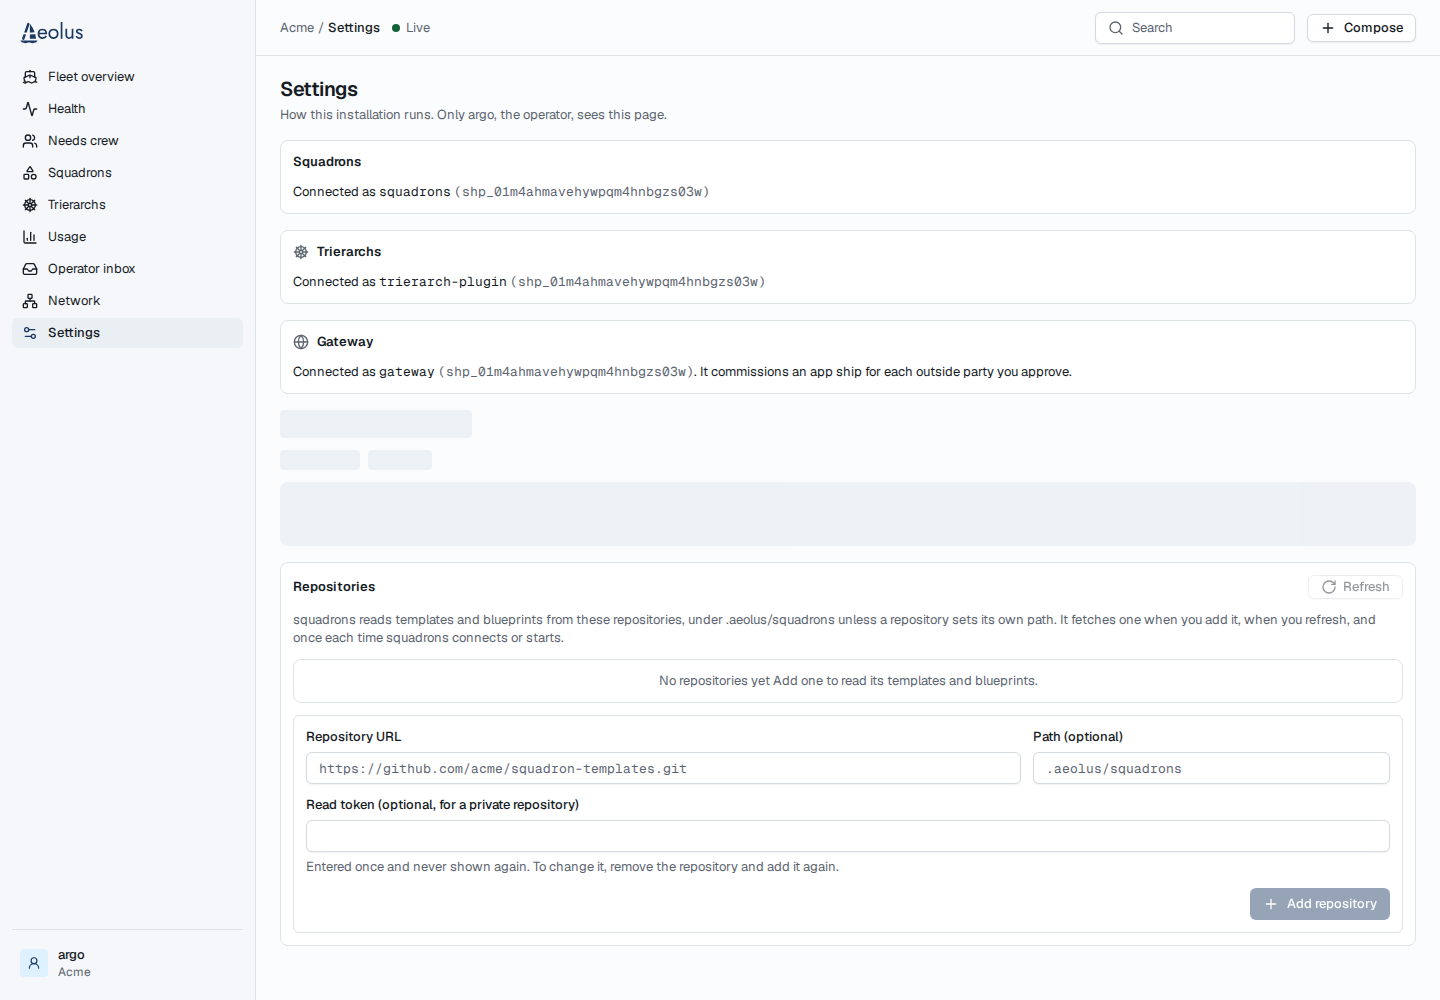 Aeolus
Fleet overview
Health
Needs crew
Squadrons
Trierarchs
Usage
Operator inbox
Network
Settings
argo
Acme
Acme / Settings Live
Search
Compose
Settings
How this installation runs. Only argo, the operator, sees this page.
Squadrons
Connected as squadrons (shp_01m4ahmavehywpqm4hnbgzs03w)
Trierarchs
Connected as trierarch-plugin (shp_01m4ahmavehywpqm4hnbgzs03w)
Gateway
Connected as gateway (shp_01m4ahmavehywpqm4hnbgzs03w). It commissions an app ship for each outside party you approve.
Repositories
Refresh
squadrons reads templates and blueprints from these repositories, under .aeolus/squadrons unless a repository sets its own path. It fetches one when you add it, when you refresh, and
once each time squadrons connects or starts.
No repositories yet Add one to read its templates and blueprints.
Repository URL
Path (optional)
https://github.com/acme/squadron-templates.git
.aeolus/squadrons
Read token (optional, for a private repository)
Entered once and never shown again. To change it, remove the repository and add it again.
Add repository